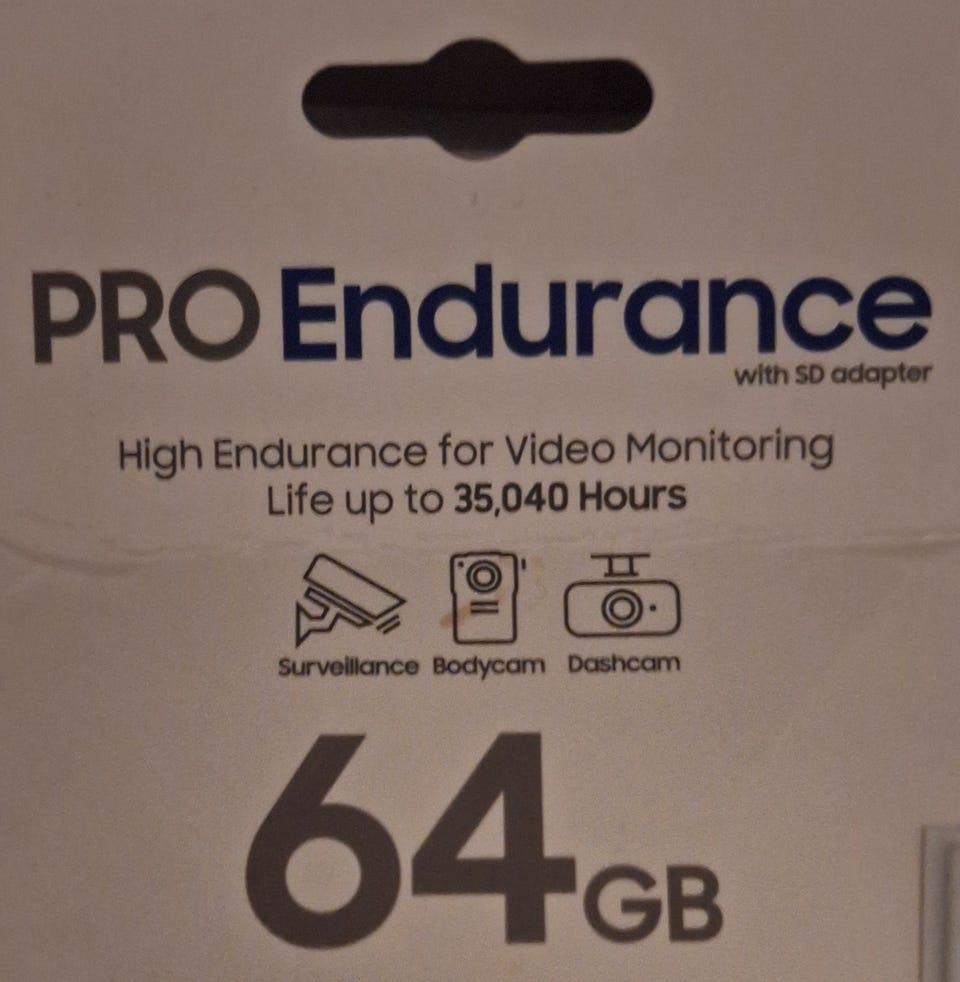 PRO Endurance
with SD adapter
High Endurance for Video Monitoring
Life up to 35,040 Hours
Surveillance Bodycam Dashcam
64GB